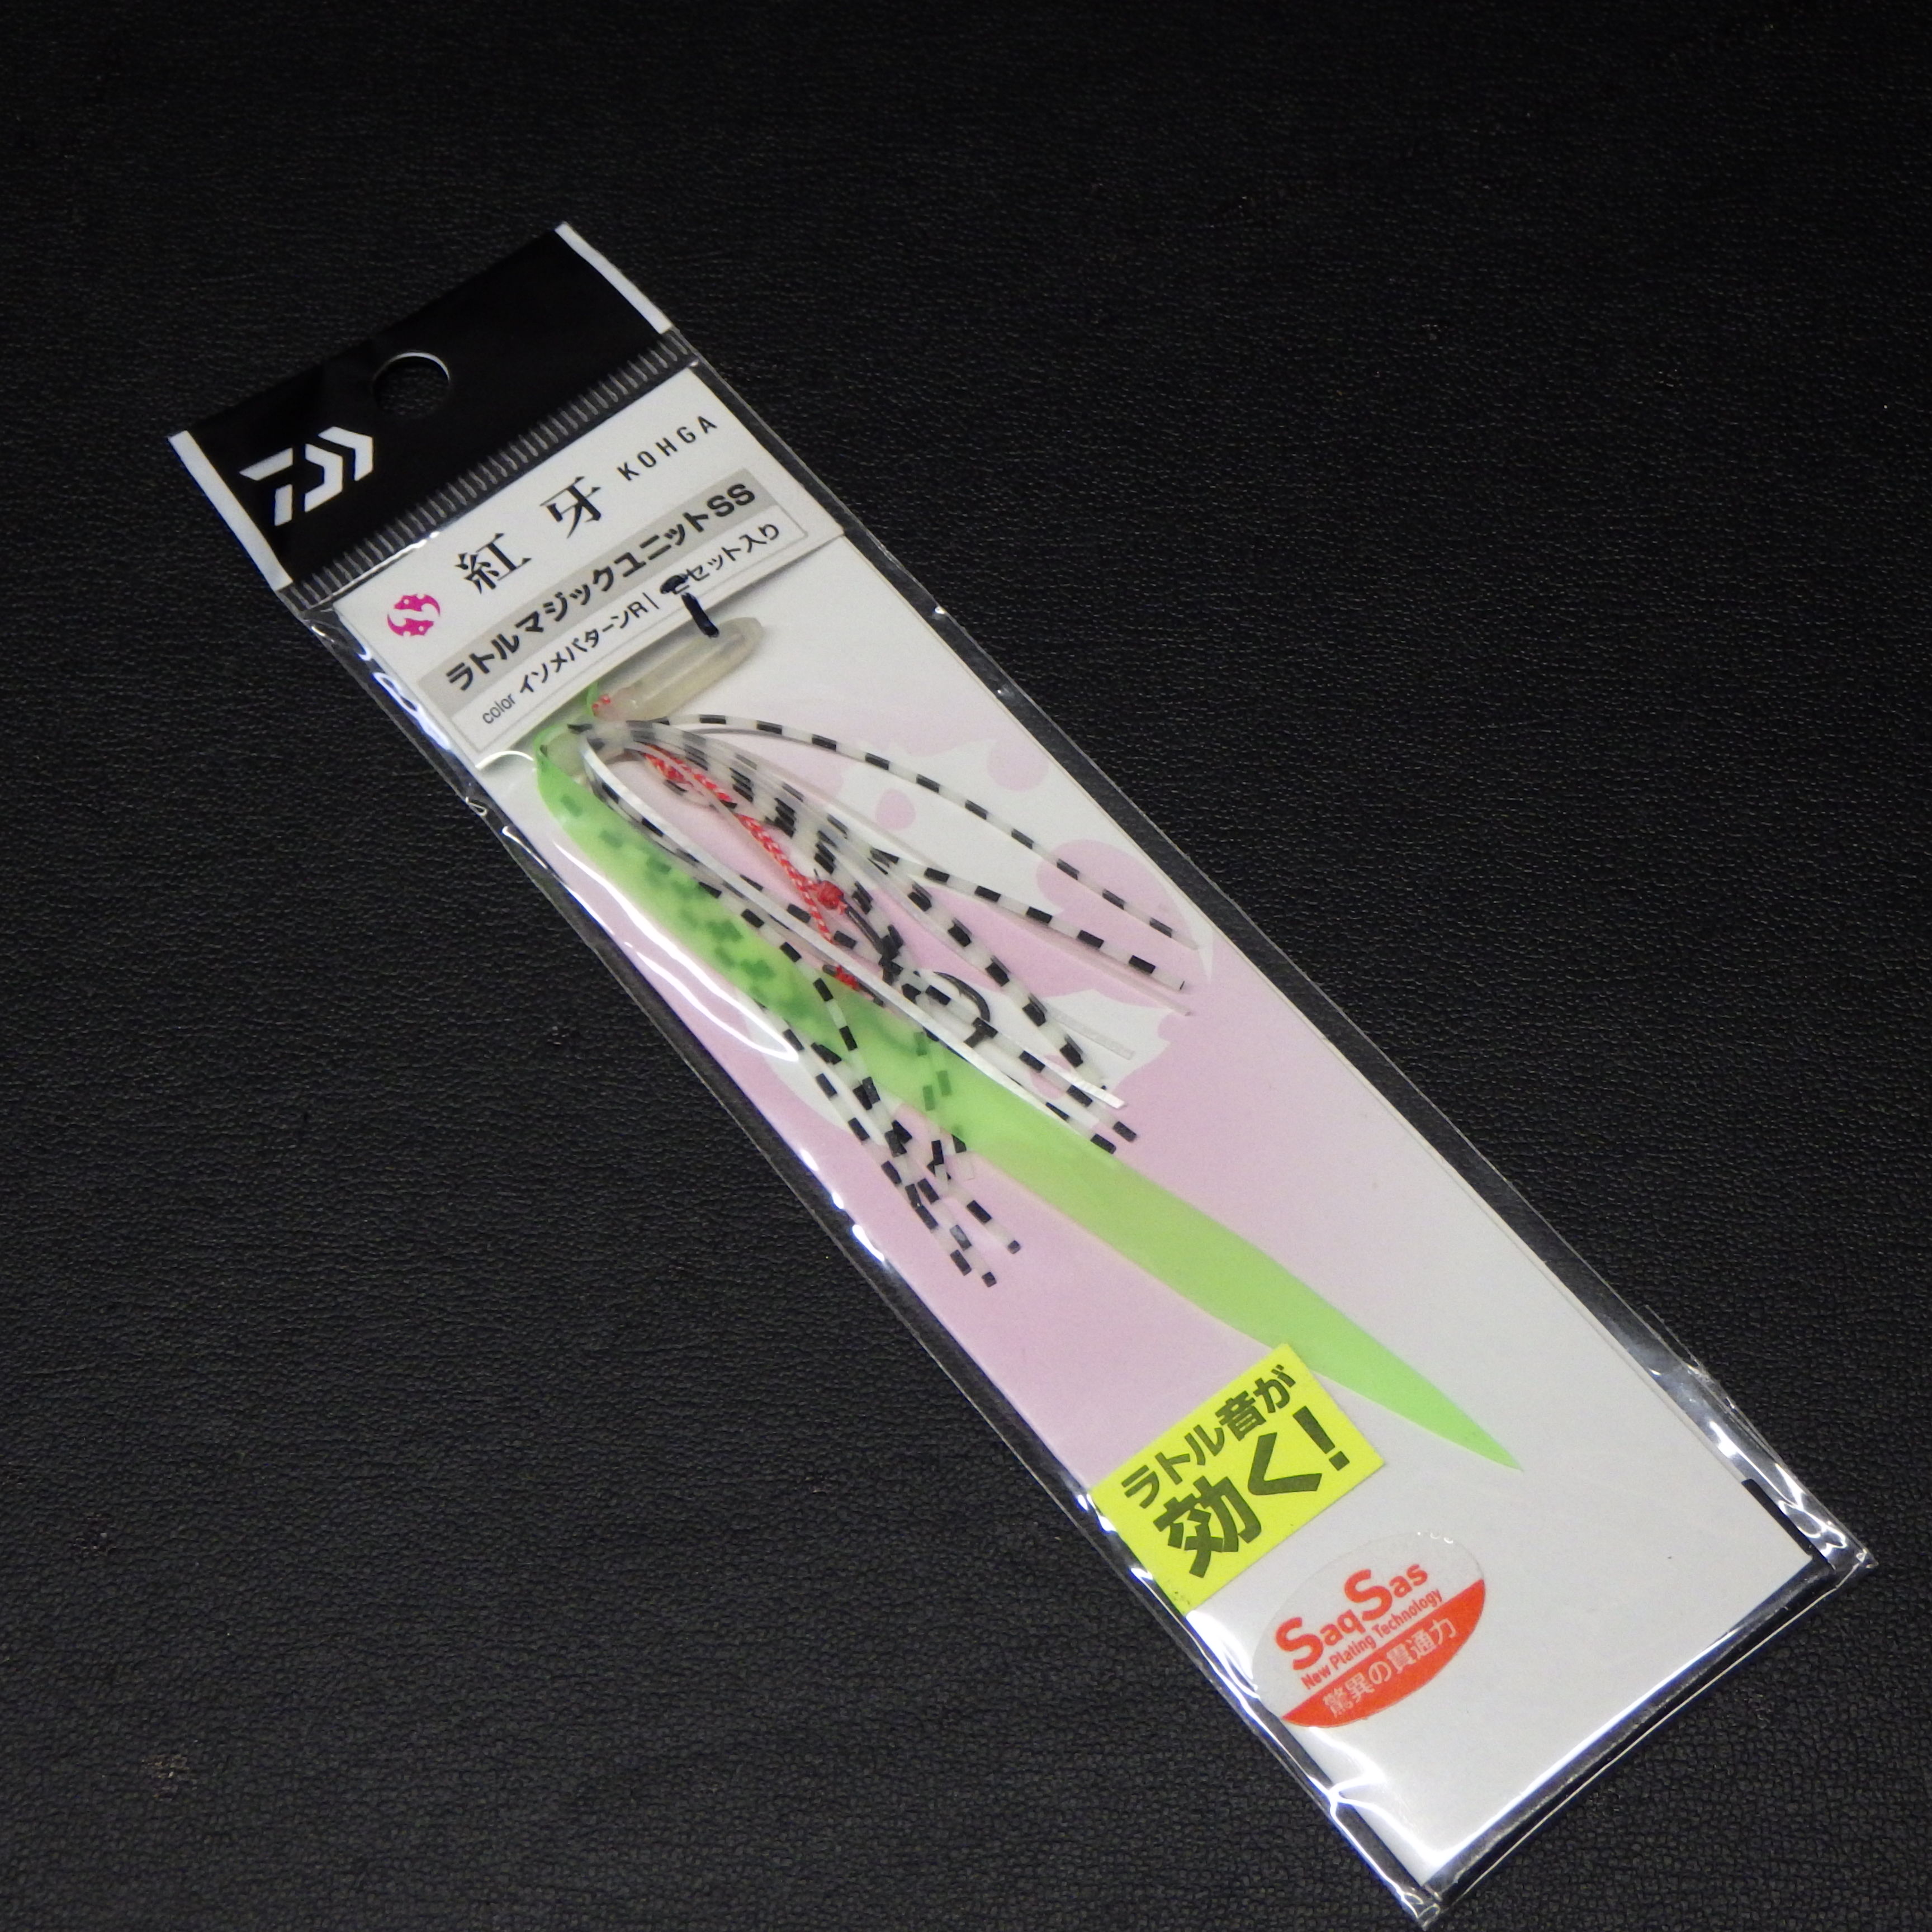 紅牙 KOHGA
ラトルマジックユニットSS
color イソメパターンR セット入り
ラトル音が
効く!
SaqSas
New Plating Technology
驚異の貫通力